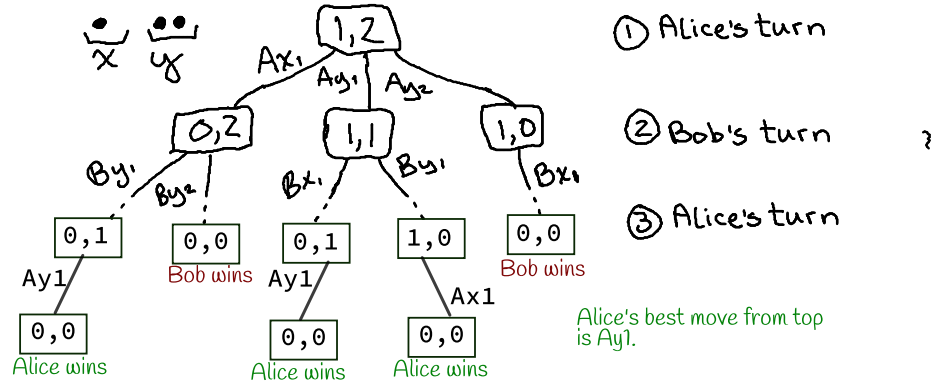 1,2
① Alice's turn
x y
Ax₁ Ay₁ Ay₂
0,2 1,1 1,0
② Bob's turn
By₁ By₂ Bx₁ By₁ Bx₁
0,1 0,0 0,1 1,0 0,0
③ Alice's turn
Bob wins Bob wins
Ay1 Ay1 Ax1
0,0 0,0 0,0
Alice wins Alice wins Alice wins
Alice's best move from top
is Ay1.